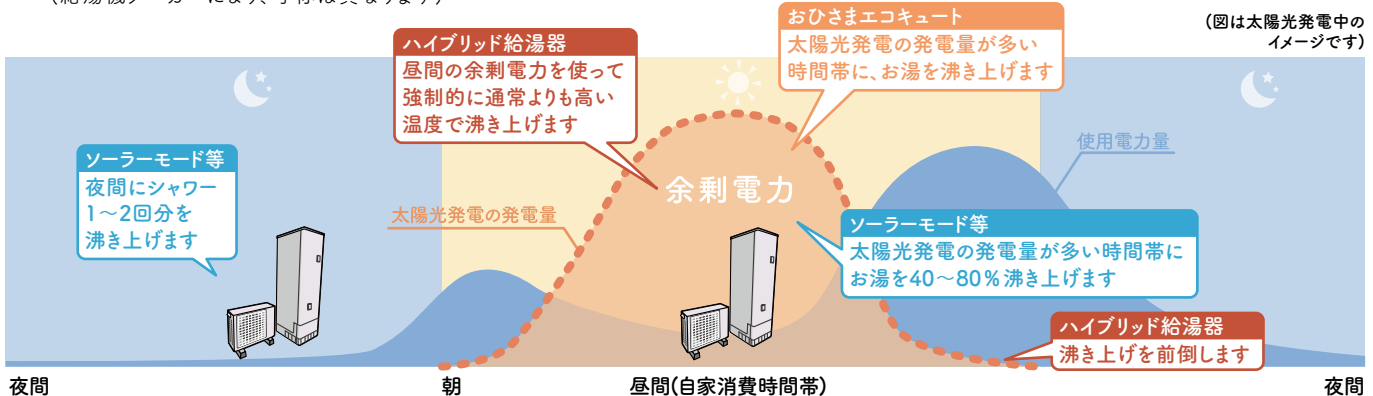 おひさまエコキュート
太陽光発電の発電量が多い
時間帯に、お湯を沸き上げます
(図は太陽光発電中の
イメージです)
ハイブリッド給湯器
昼間の余剰電力を使って
強制的に通常よりも高い
温度で沸き上げます
ソーラーモード等
夜間にシャワー
1〜2回分を
沸き上げます
使用電力量
余剰電力
太陽光発電の発電量
ソーラーモード等
太陽光発電の発電量が多い時間帯に
お湯を40〜80%沸き上げます
ハイブリッド給湯器
沸き上げを前倒します
夜間
朝
昼間(自家消費時間帯)
夜間